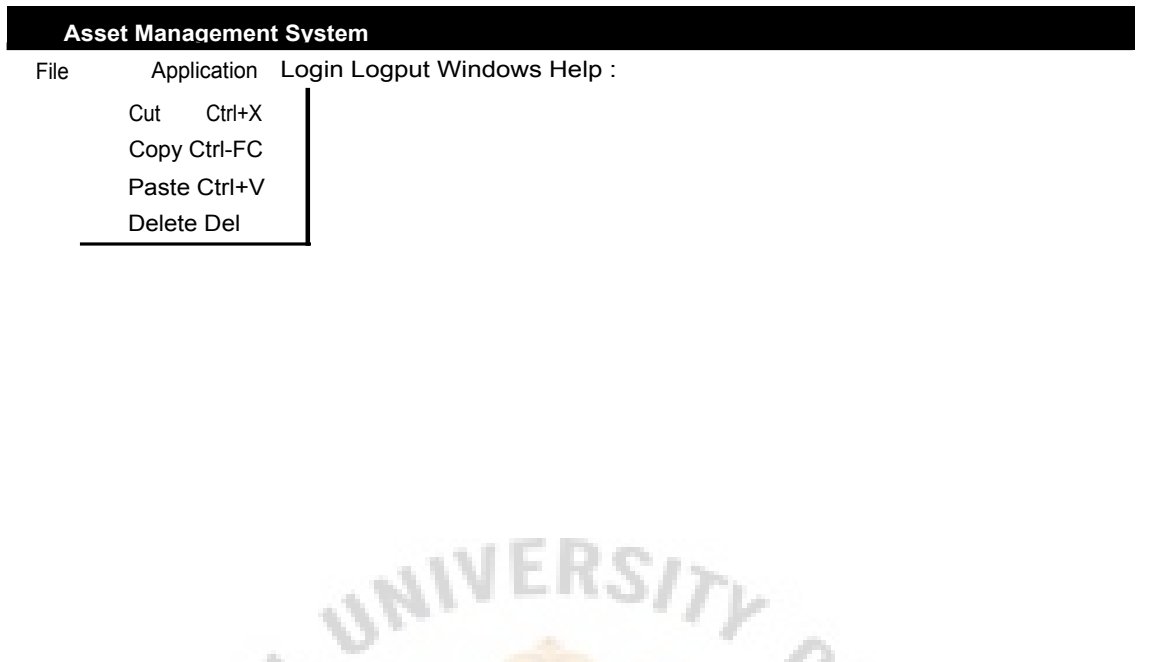 Asset Management System
File Application Login Logput Windows Help :
Cut Ctrl+X
Copy Ctrl-FC
Paste Ctrl+V
Delete Del
UNIVERSITY